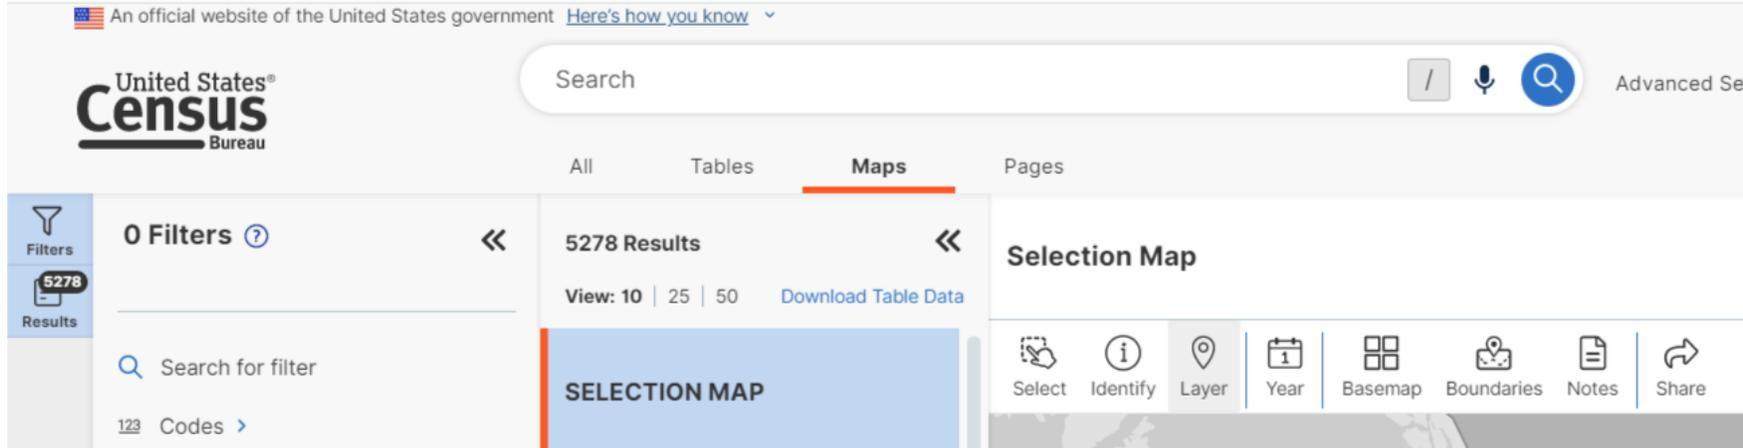 An official website of the United States government Here's how you know
United States®
Census
Bureau
Search /
Advanced Se
All Tables Maps Pages
Filters
5278
Results
0 Filters ?
Search for filter
123 Codes
5278 Results
View: 10 | 25 | 50 Download Table Data
SELECTION MAP
Selection Map
Select Identify Layer 1 Year Basemap Boundaries Notes Share